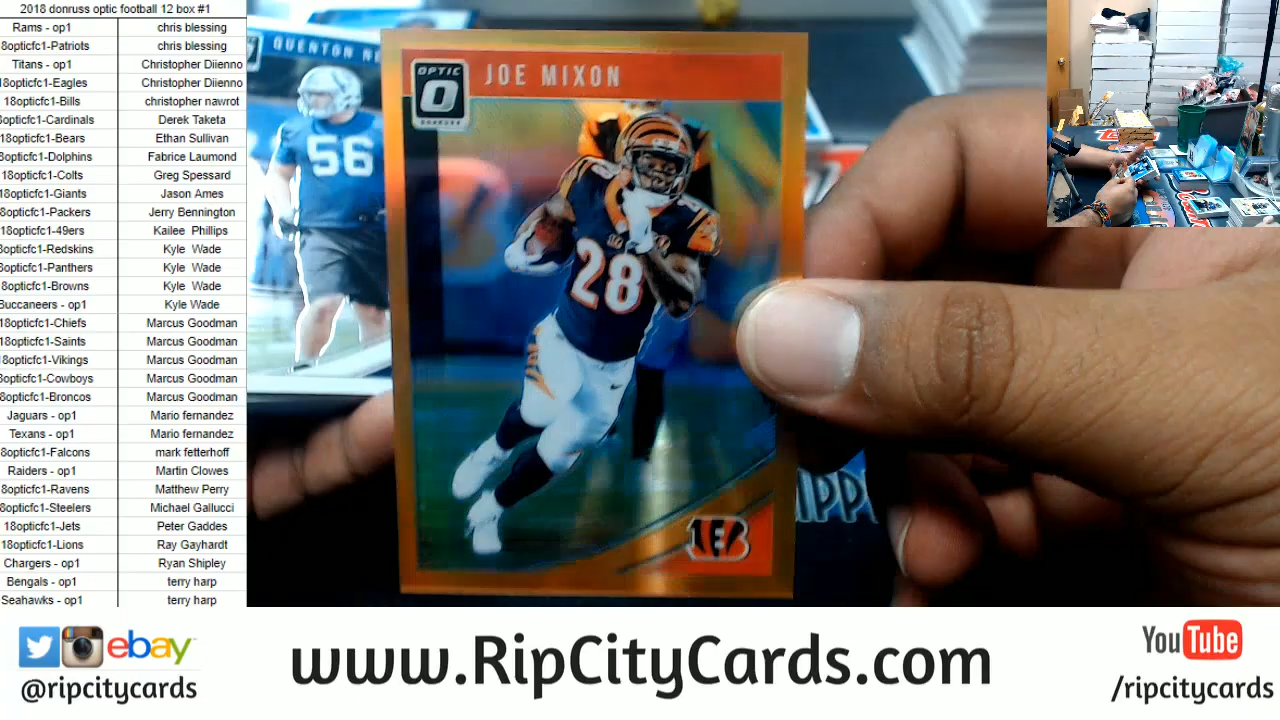 2018 donruss optic football 12 box #1
Rams - op1 chris blessing
8opticfc1-Patriots chris blessing
Titans - op1 Christopher Diienno
18opticfc1-Eagles Christopher Diienno
18opticfc1-Bills christopher nawrot
8opticfc1-Cardinals Derek Taketa
18opticfc1-Bears Ethan Sullivan
8opticfc1-Dolphins Fabrice Laumond
18opticfc1-Colts Greg Spessard
18opticfc1-Giants Jason Ames
8opticfc1-Packers Jerry Bennington
18opticfc1-49ers Kailee Phillips
8opticfc1-Redskins Kyle Wade
8opticfc1-Panthers Kyle Wade
8opticfc1-Browns Kyle Wade
Buccaneers - op1 Kyle Wade
18opticfc1-Chiefs Marcus Goodman
18opticfc1-Saints Marcus Goodman
18opticfc1-Vikings Marcus Goodman
8opticfc1-Cowboys Marcus Goodman
8opticfc1-Broncos Marcus Goodman
Jaguars - op1 Mario fernandez
Texans - op1 Mario fernandez
8opticfc1-Falcons mark fetterhoff
Raiders - op1 Martin Clowes
8opticfc1-Ravens Matthew Perry
8opticfc1-Steelers Michael Gallucci
18opticfc1-Jets Peter Gaddes
18opticfc1-Lions Ray Gayhardt
Chargers - op1 Ryan Shipley
Bengals - op1 terry harp
Seahawks - op1 terry harp
QUENTON NE
56
OPTIC
O
DONRUSS
JOE MIXON
28
B
IPP
ebay
@ripcitycards
www.RipCityCards.com
YouTube
/ripcitycards